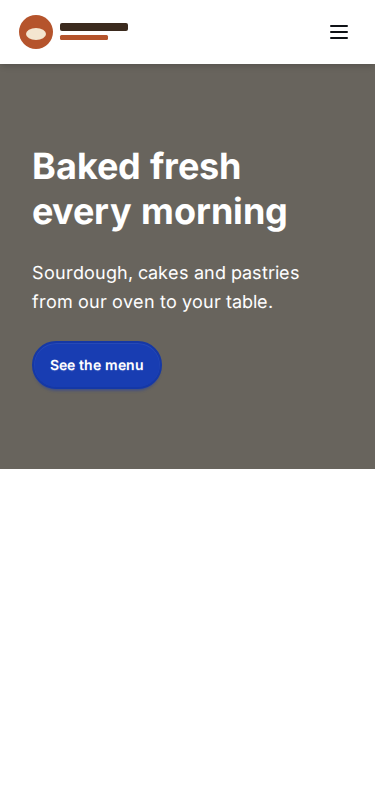 Baked fresh
every morning
Sourdough, cakes and pastries
from our oven to your table.
See the menu